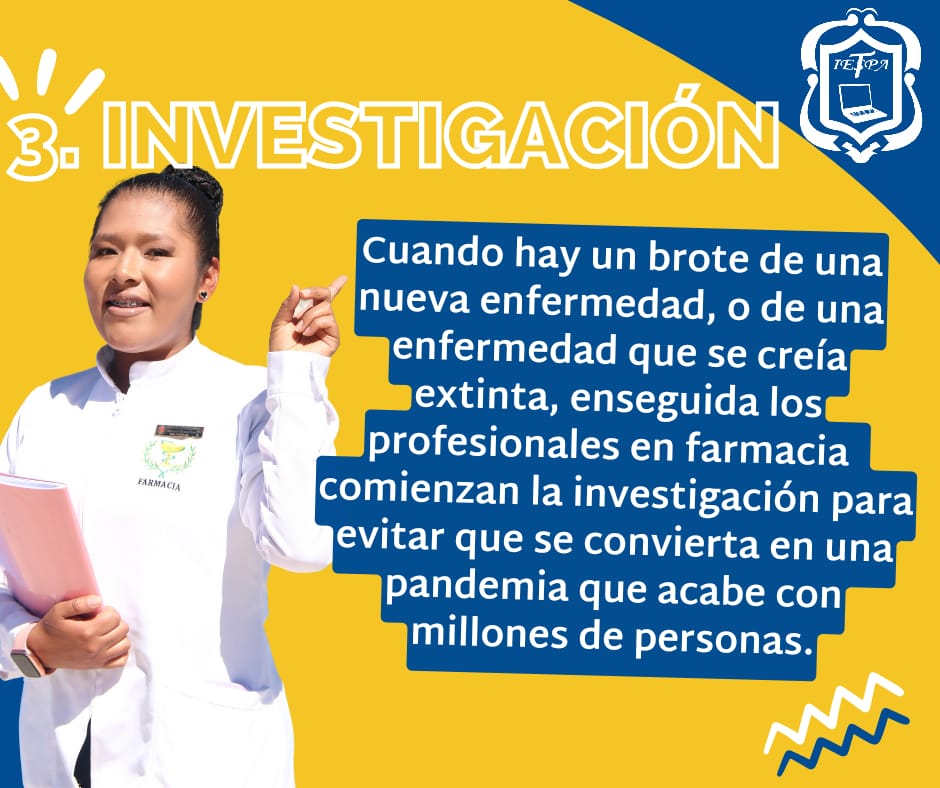 IESTPA
3. INVESTIGACIÓN
Cuando hay un brote de una
nueva enfermedad, o de una
enfermedad que se creía
extinta, enseguida los
profesionales en farmacia
comienzan la investigación para
evitar que se convierta en una
pandemia que acabe con
millones de personas.
FARMACIA